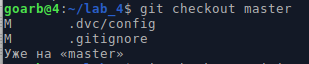 goarb@4:~/lab_4$ git checkout master
M       .dvc/config
M       .gitignore
Уже на «master»